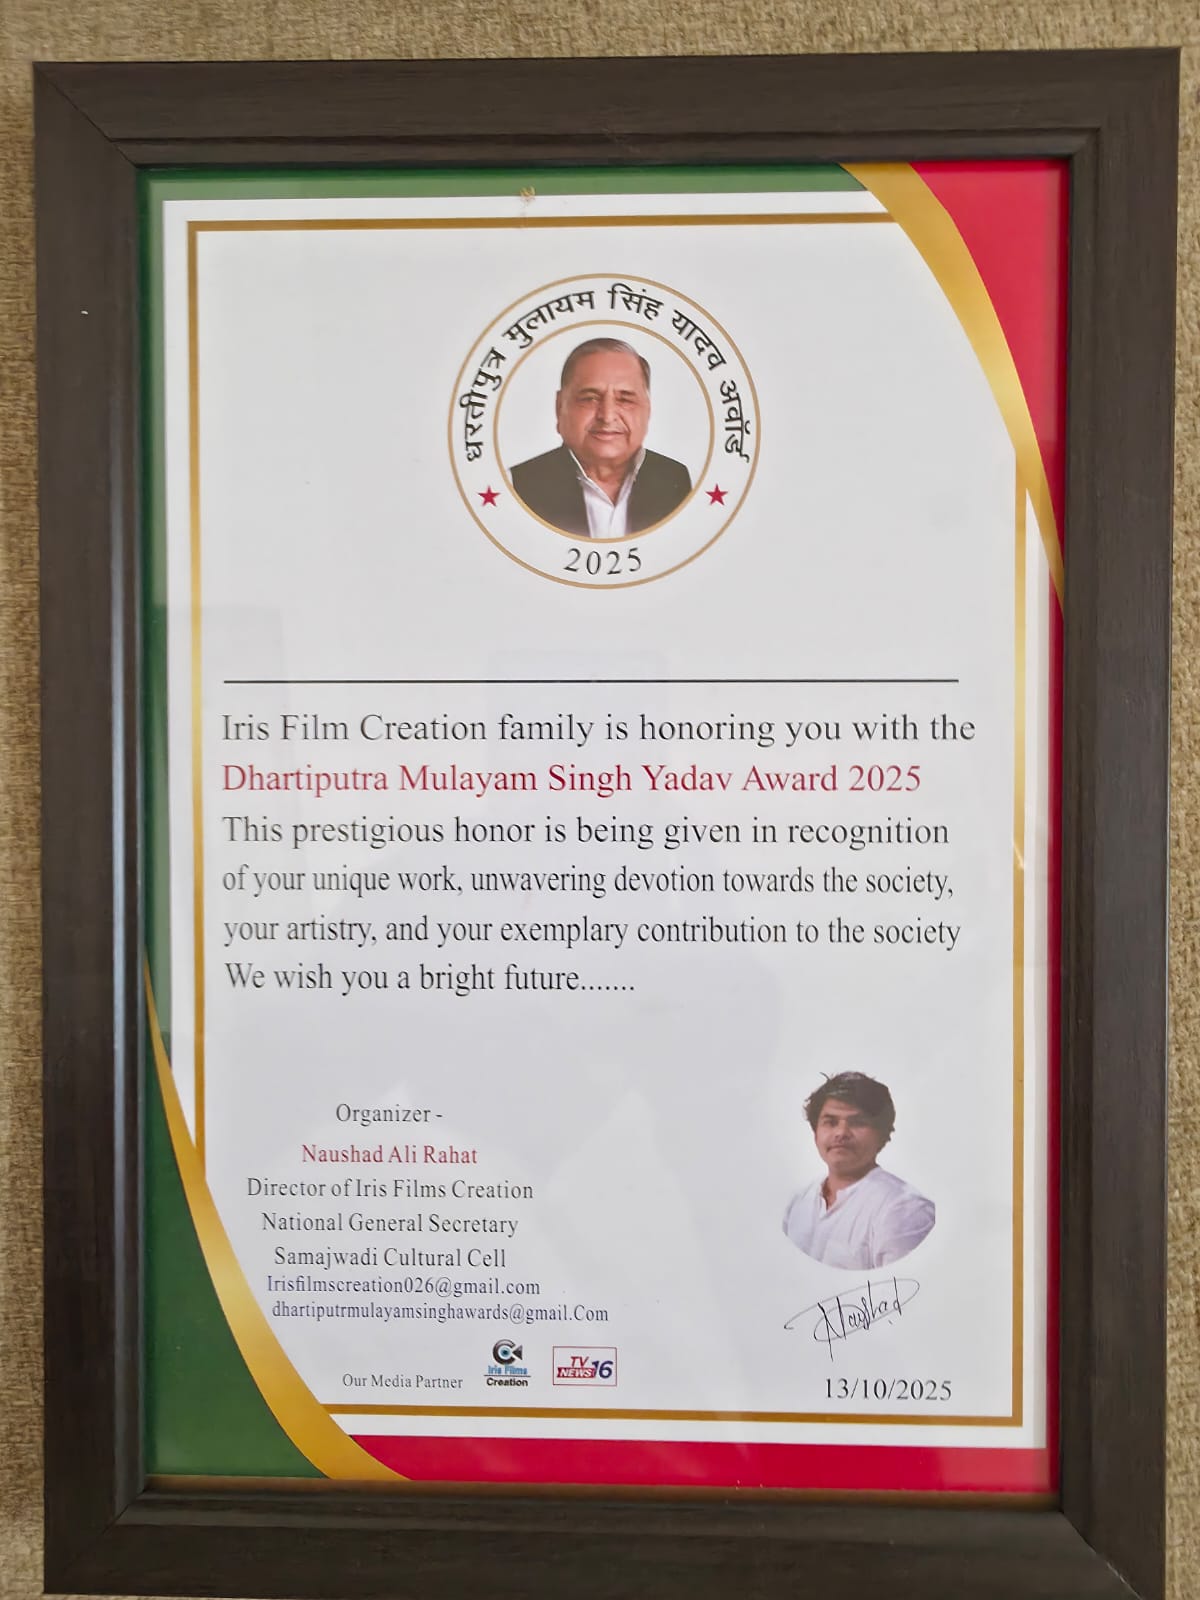 धरतीपुत्र मुलायम सिंह यादव अवॉर्ड
2025
Iris Film Creation family is honoring you with the
Dhartiputra Mulayam Singh Yadav Award 2025
This prestigious honor is being given in recognition
of your unique work, unwavering devotion towards the society,
your artistry, and your exemplary contribution to the society
We wish you a bright future.......
Organizer -
Naushad Ali Rahat
Director of Iris Films Creation
National General Secretary
Samajwadi Cultural Cell
Irisfilmscreation026@gmail.com
dhartiputrmulayamsinghawards@gmail.Com
Our Media Partner
Iris Films
Creation
TV
NEWS 16
Naushad
13/10/2025